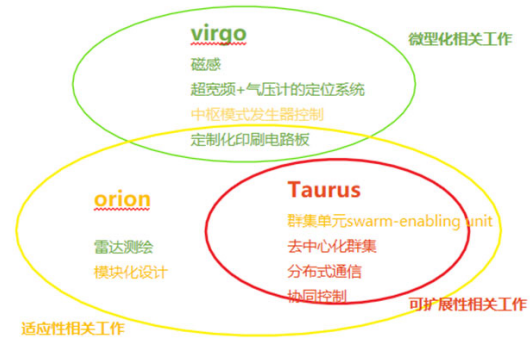 virgo
微型化相关工作
磁感
超宽频+气压计的定位系统
中枢模式发生器控制
定制化印刷电路板
orion
Taurus
群集单元swarm-enabling unit
雷达测绘
去中心化群集
模块化设计
分布式通信
协同控制
可扩展性相关工作
适应性相关工作